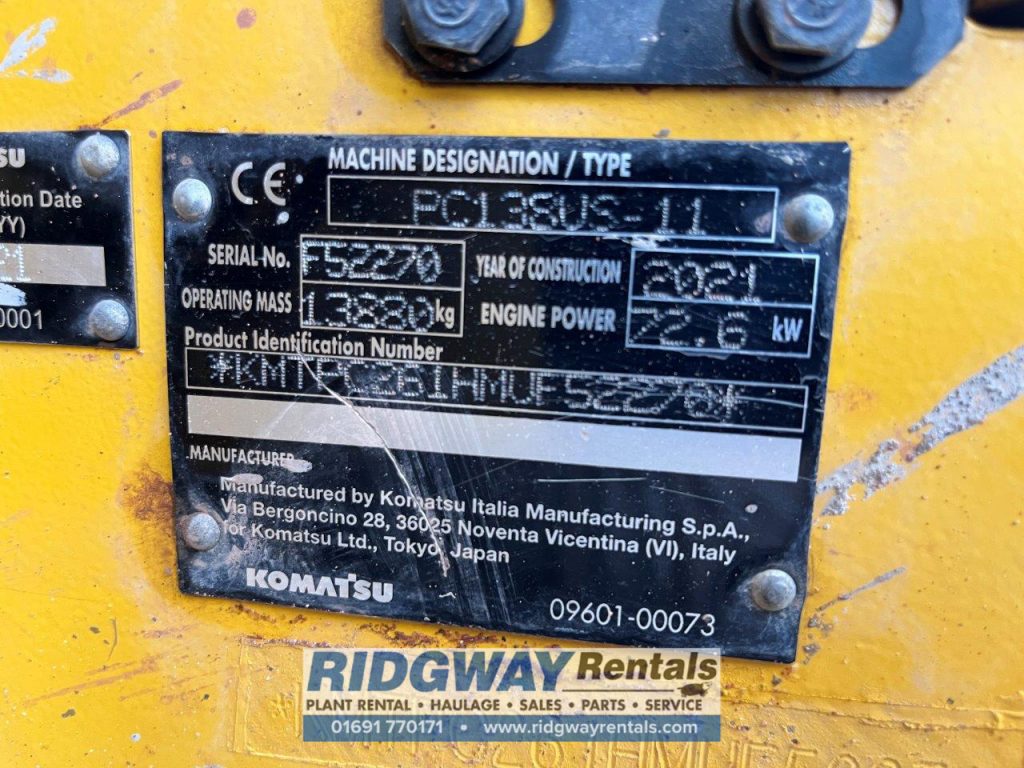 SU
tion Date
YY)
21
0001
CE
MACHINE DESIGNATION / TYPE
PC138US-11
SERIAL No. F52270
YEAR OF CONSTRUCTION 2021
OPERATING MASS 13880 kg
ENGINE POWER 72.6 kW
Product Identification Number
*KMTPC261HMUF52270*
MANUFACTURER
Manufactured by Komatsu Italia Manufacturing S.p.A.,
Via Bergoncino 28, 36025 Noventa Vicentina (VI), Italy
for Komatsu Ltd., Tokyo, Japan
KOMATSU
09601-00073
RIDGWAY Rentals
PLANT RENTAL • HAULAGE • SALES • PARTS • SERVICE
01691 770171 • www.ridgwayrentals.com